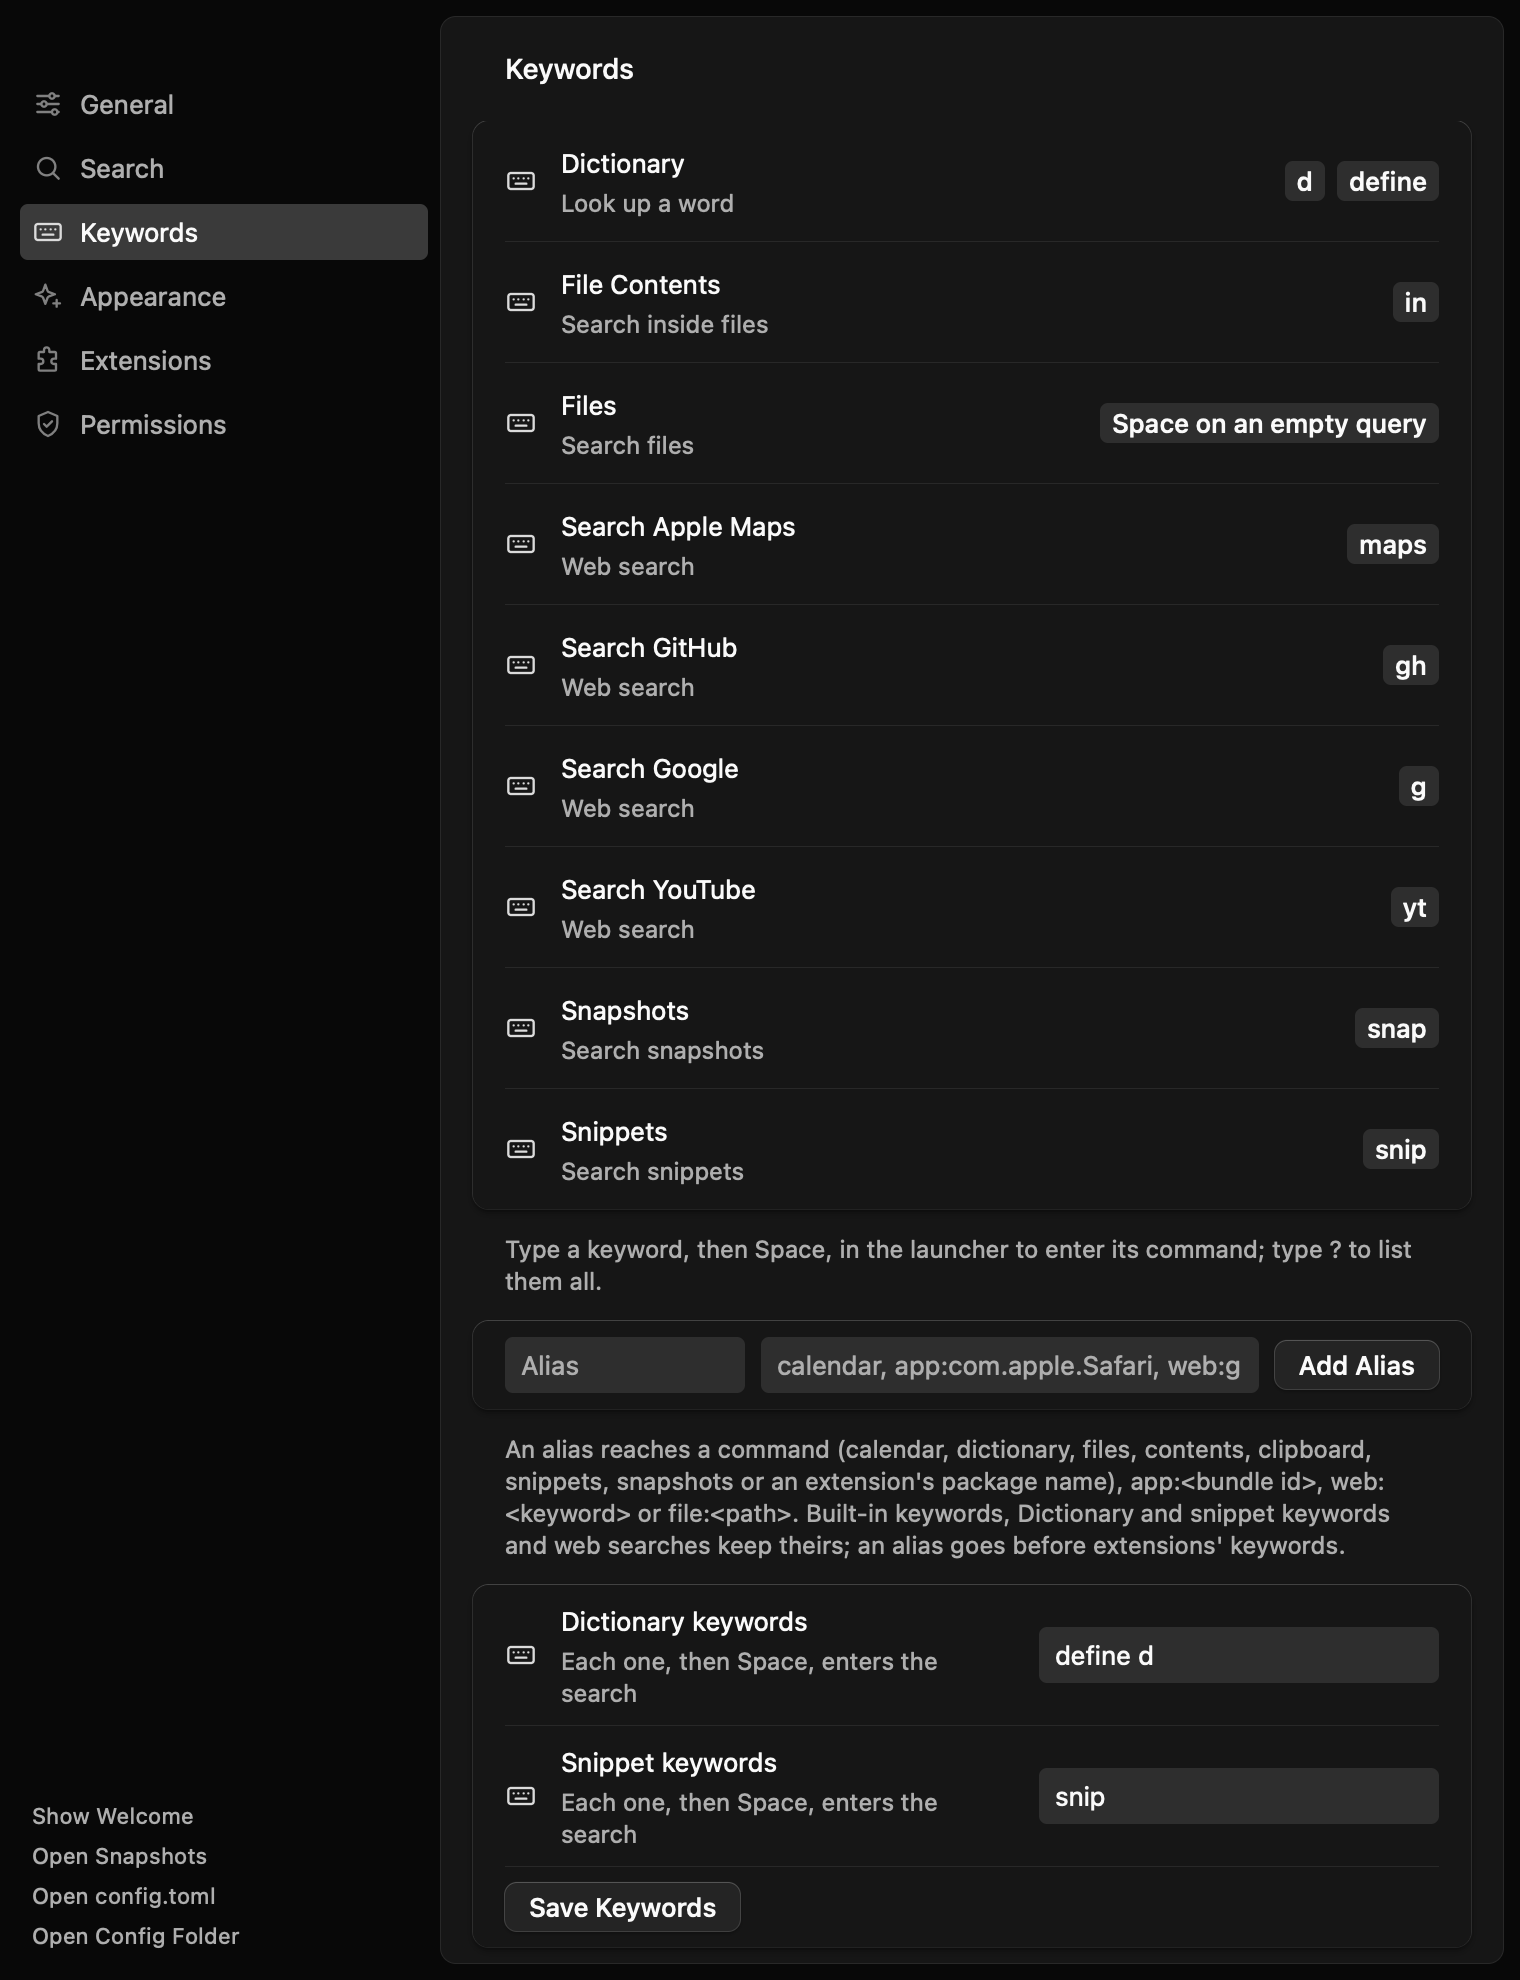 General
Search
Keywords
Appearance
Extensions
Permissions
Show Welcome
Open Snapshots
Open config.toml
Open Config Folder
Keywords
Dictionary
Look up a word
d define
File Contents
Search inside files
in
Files
Search files
Space on an empty query
Search Apple Maps
Web search
maps
Search GitHub
Web search
gh
Search Google
Web search
g
Search YouTube
Web search
yt
Snapshots
Search snapshots
snap
Snippets
Search snippets
snip
Type a keyword, then Space, in the launcher to enter its command; type ? to list
them all.
Alias
calendar, app:com.apple.Safari, web:g
Add Alias
An alias reaches a command (calendar, dictionary, files, contents, clipboard,
snippets, snapshots or an extension's package name), app:<bundle id>, web:
<keyword> or file:<path>. Built-in keywords, Dictionary and snippet keywords
and web searches keep theirs; an alias goes before extensions' keywords.
Dictionary keywords
Each one, then Space, enters the
search
define d
Snippet keywords
Each one, then Space, enters the
search
snip
Save Keywords